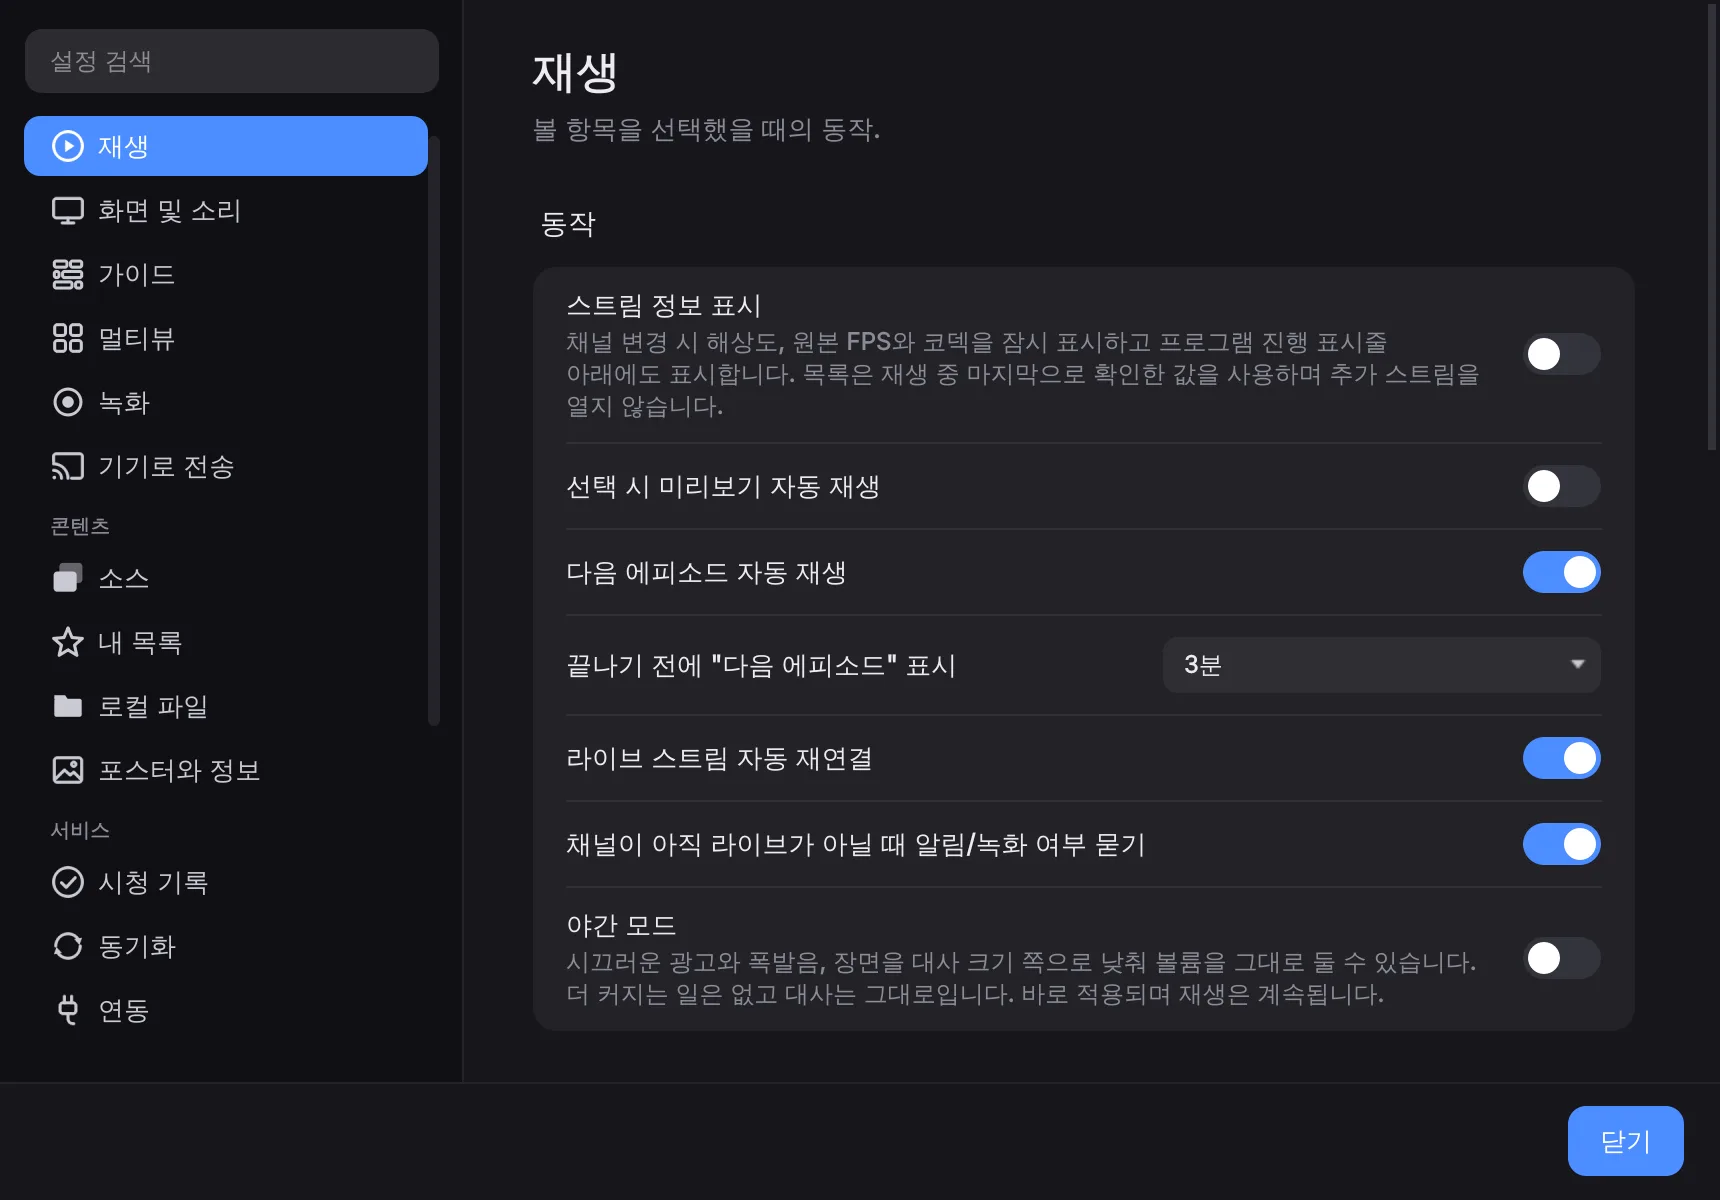 설정 검색
재생
화면 및 소리
가이드
멀티뷰
녹화
기기로 전송
콘텐츠
소스
내 목록
로컬 파일
포스터와 정보
서비스
시청 기록
동기화
연동
재생
볼 항목을 선택했을 때의 동작.
동작
스트림 정보 표시
채널 변경 시 해상도, 원본 FPS와 코덱을 잠시 표시하고 프로그램 진행 표시줄
아래에도 표시합니다. 목록은 재생 중 마지막으로 확인한 값을 사용하며 추가 스트림을
열지 않습니다.
선택 시 미리보기 자동 재생
다음 에피소드 자동 재생
끝나기 전에 "다음 에피소드" 표시
3분
라이브 스트림 자동 재연결
채널이 아직 라이브가 아닐 때 알림/녹화 여부 묻기
야간 모드
시끄러운 광고와 폭발음, 장면을 대사 크기 쪽으로 낮춰 볼륨을 그대로 둘 수 있습니다.
더 커지는 일은 없고 대사는 그대로입니다. 바로 적용되며 재생은 계속됩니다.
닫기